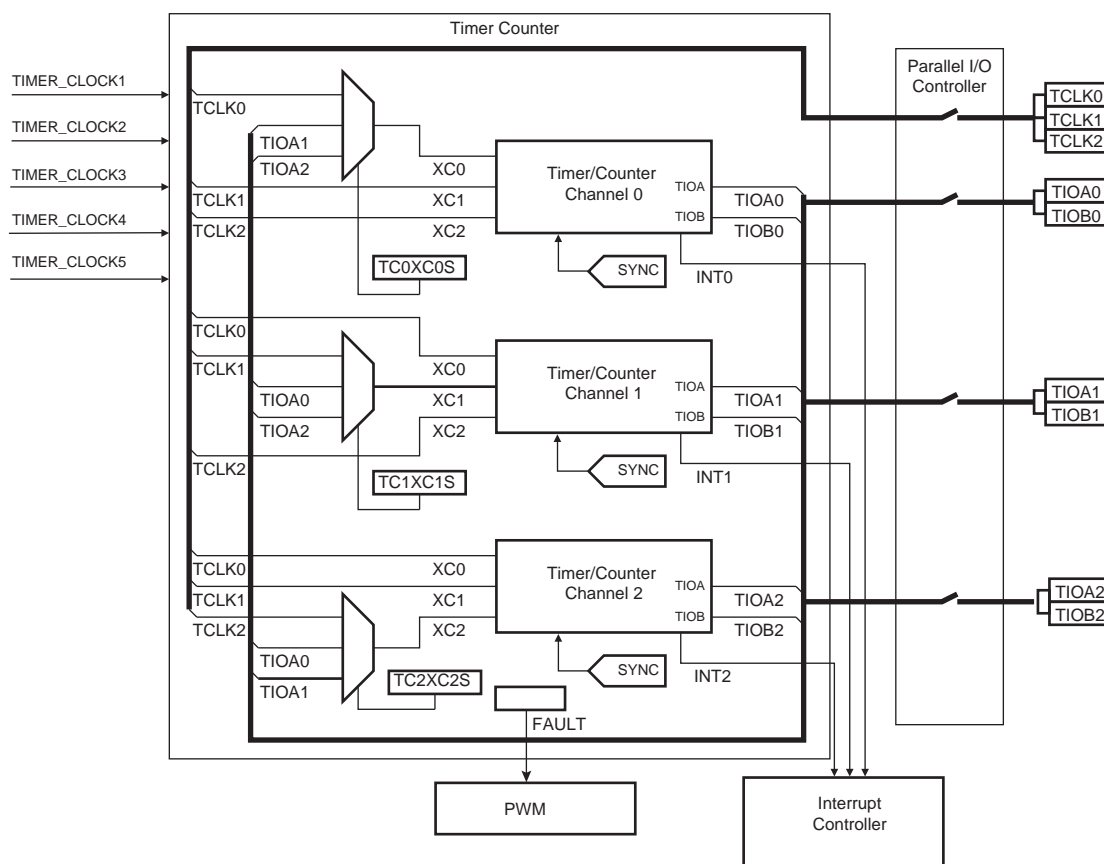 Timer Counter
TIMER_CLOCK1
TIMER_CLOCK2
TIMER_CLOCK3
TIMER_CLOCK4
TIMER_CLOCK5
TCLK0
TIOA1
TIOA2
TCLK1
TCLK2
XC0
XC1
XC2
TC0XC0S
Timer/Counter
Channel 0
TIOA
TIOB
TIOA0
TIOB0
SYNC
INT0
TCLK0
TCLK1
TIOA0
TIOA2
TCLK2
XC0
XC1
XC2
TC1XC1S
Timer/Counter
Channel 1
TIOA
TIOB
TIOA1
TIOB1
SYNC
INT1
TCLK0
TCLK1
TCLK2
TIOA0
TIOA1
XC0
XC1
XC2
TC2XC2S
Timer/Counter
Channel 2
TIOA
TIOB
TIOA2
TIOB2
SYNC
INT2
FAULT
PWM
Parallel I/O
Controller
TCLK0
TCLK1
TCLK2
TIOA0
TIOB0
TIOA1
TIOB1
TIOA2
TIOB2
Interrupt
Controller